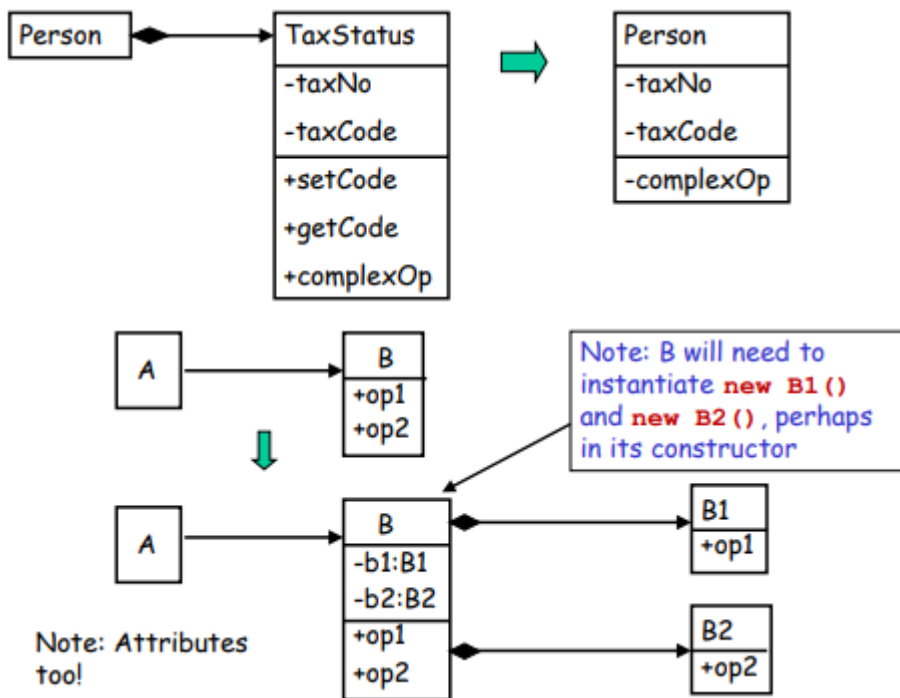 Person
TaxStatus
-taxNo
-taxCode
+setCode
+getCode
+complexOp
Person
-taxNo
-taxCode
-complexOp
A
B
+op1
+op2
Note: B will need to
instantiate new B1()
and new B2(), perhaps
in its constructor
A
B
-b1:B1
-b2:B2
+op1
+op2
B1
+op1
B2
+op2
Note: Attributes
too!